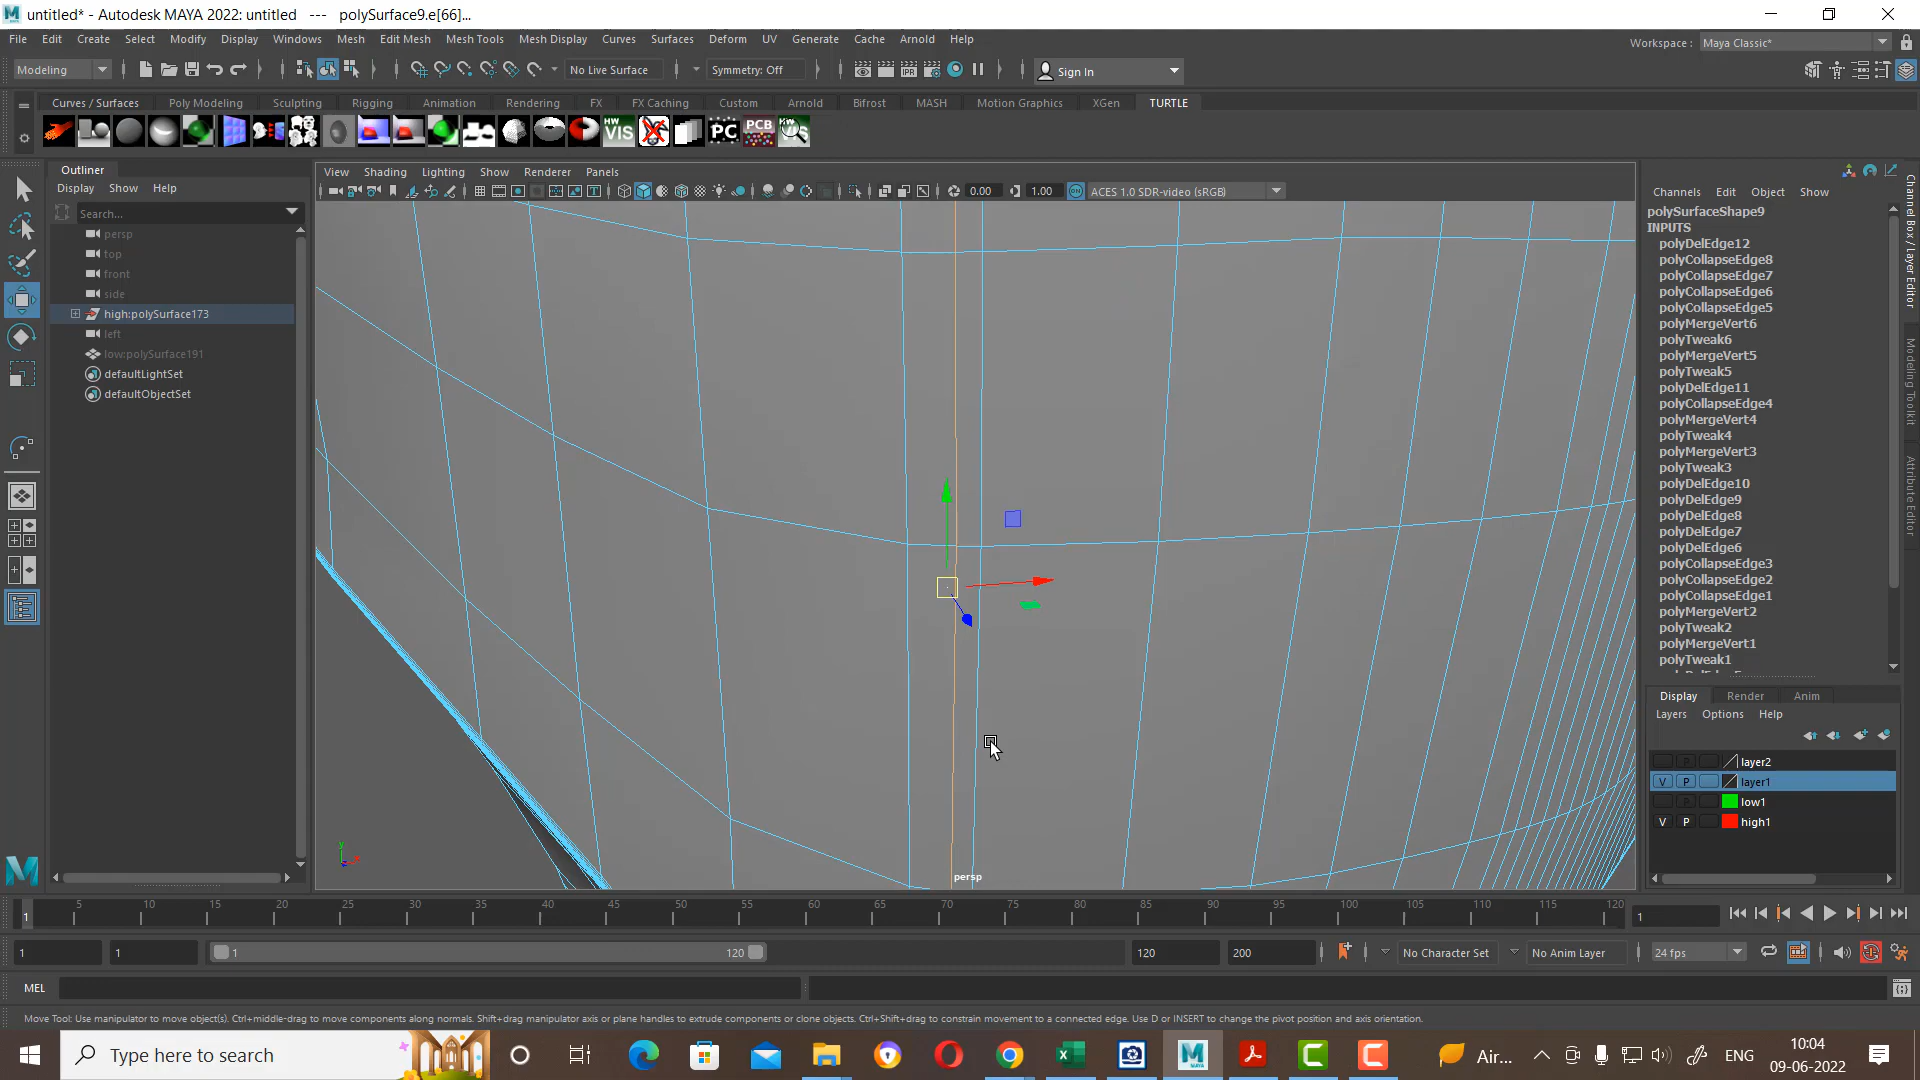 untitled* - Autodesk MAYA 2022: untitled   ---   polySurface9.e[66]...
File Edit Create Select Modify Display Windows Mesh Edit Mesh Mesh Tools Mesh Display Curves Surfaces Deform UV Generate Cache Arnold Help
Workspace : Maya Classic*
Modeling No Live Surface Symmetry: Off Sign In
Curves / Surfaces Poly Modeling Sculpting Rigging Animation Rendering FX FX Caching Custom Arnold Bifrost MASH Motion Graphics XGen TURTLE
HW VIS PC PCB VIS
Outliner
Display Show Help
Search...
persp
top
front
side
high:polySurface173
left
low:polySurface191
defaultLightSet
defaultObjectSet
View Shading Lighting Show Renderer Panels
0.00 1.00 ACES 1.0 SDR-video (sRGB)
persp
Channels Edit Object Show
polySurfaceShape9
INPUTS
polyDelEdge12
polyCollapseEdge8
polyCollapseEdge7
polyCollapseEdge6
polyCollapseEdge5
polyMergeVert6
polyTweak6
polyMergeVert5
polyTweak5
polyDelEdge11
polyCollapseEdge4
polyMergeVert4
polyTweak4
polyMergeVert3
polyTweak3
polyDelEdge10
polyDelEdge9
polyDelEdge8
polyDelEdge7
polyDelEdge6
polyCollapseEdge3
polyCollapseEdge2
polyCollapseEdge1
polyMergeVert2
polyTweak2
polyMergeVert1
polyTweak1
Channel Box / Layer Editor
Modeling Toolkit
Attribute Editor
Display Render Anim
Layers Options Help
P layer2
V P layer1
P low1
V P high1
1 5 10 15 20 25 30 35 40 45 50 55 60 65 70 75 80 85 90 95 100 105 110 115 120 1
1 1 1 120 120 200 No Character Set No Anim Layer 24 fps
MEL
Move Tool: Use manipulator to move object(s). Ctrl+middle-drag to move components along normals. Shift+drag manipulator axis or plane handles to extrude components or clone objects. Ctrl+Shift+drag to constrain movement to a connected edge. Use D or INSERT to change the pivot position and axis orientation.
Type here to search
Air... ENG
10:04
09-06-2022